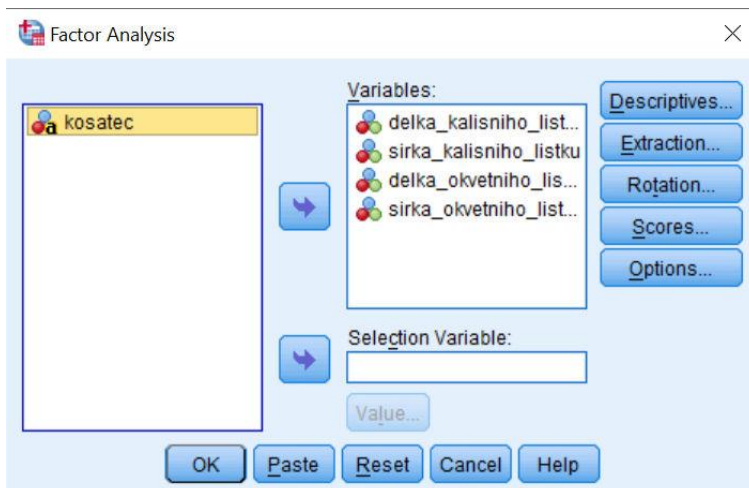 Factor Analysis
kosatec
Variables:
delka_kalisniho_list...
sirka_kalisniho_listku
delka_okvetniho_lis...
sirka_okvetniho_list...
Descriptives...
Extraction...
Rotation...
Scores...
Options...
Selection Variable:
Value...
OK Paste Reset Cancel Help